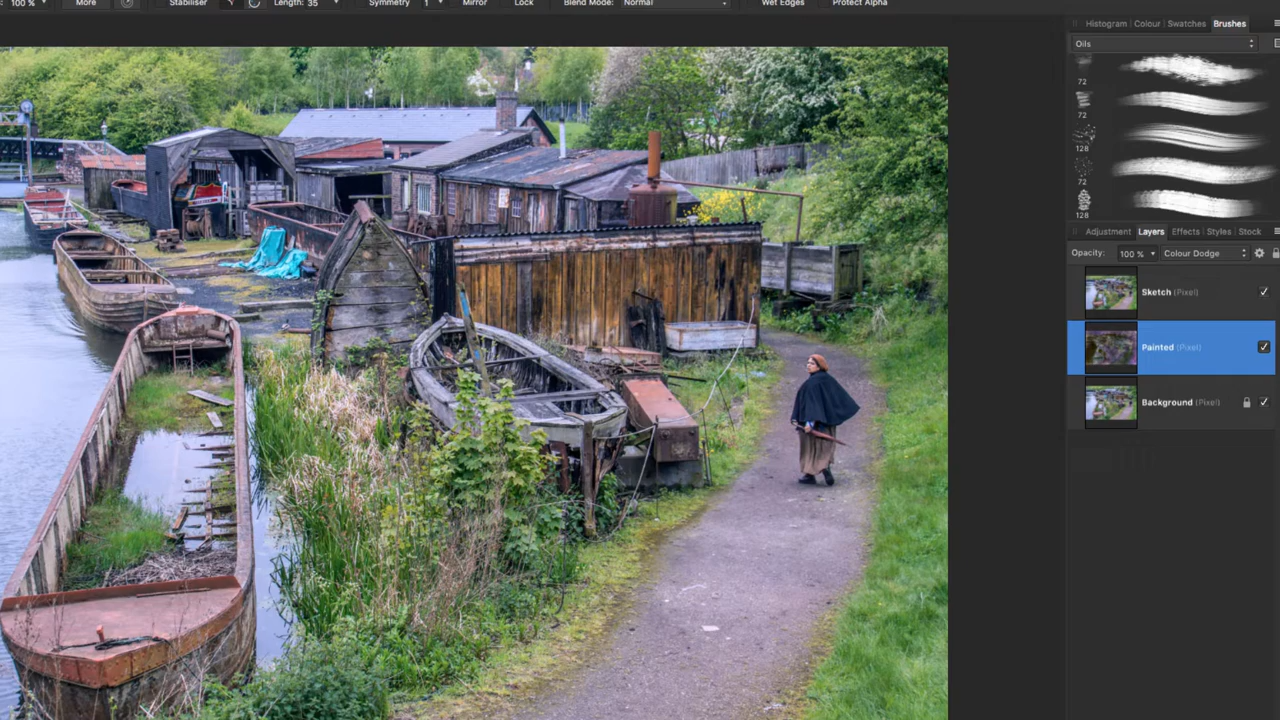 100 % More Stabiliser Length: 35 Symmetry 1 Mirror Lock Blend Mode: Normal Wet Edges Protect Alpha
Histogram Colour Swatches Brushes
Oils
72
72
128
72
128
Adjustment Layers Effects Styles Stock
Opacity: 100 % Colour Dodge
Sketch (Pixel)
Painted (Pixel)
Background (Pixel)